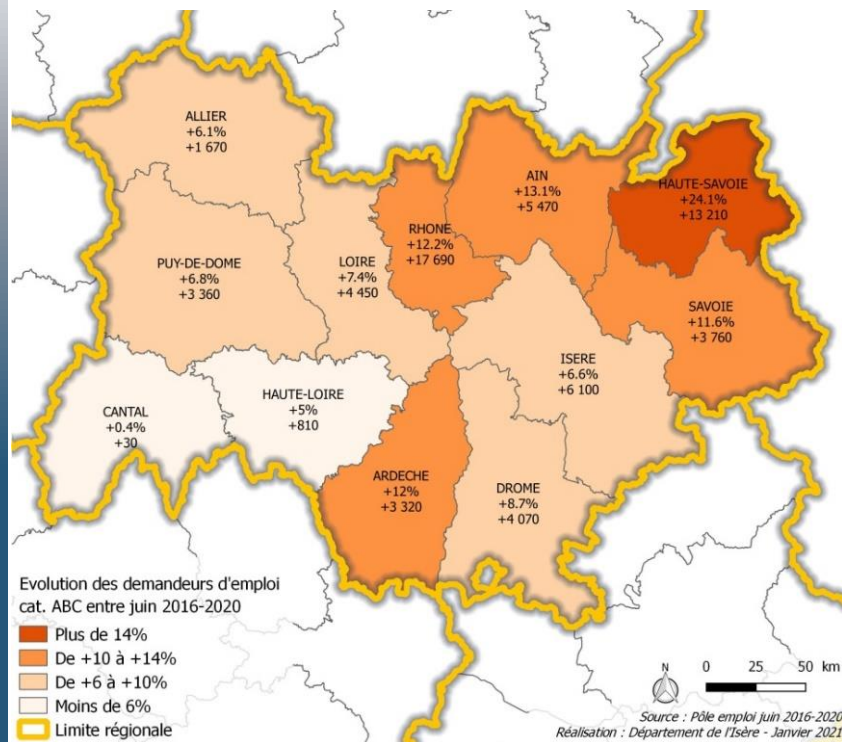 ALLIER
+6.1%
+1 670
AIN
+13.1%
+5 470
HAUTE-SAVOIE
+24.1%
+13 210
RHONE
+12.2%
+17 690
PUY-DE-DOME
+6.8%
+3 360
LOIRE
+7.4%
+4 450
SAVOIE
+11.6%
+3 760
ISERE
+6.6%
+6 100
HAUTE-LOIRE
+5%
+810
CANTAL
+0.4%
+30
ARDECHE
+12%
+3 320
DROME
+8.7%
+4 070
Evolution des demandeurs d'emploi
cat. ABC entre juin 2016-2020
Plus de 14%
De +10 à +14%
De +6 à +10%
Moins de 6%
Limite régionale
N
0 25 50 km
Source : Pôle emploi juin 2016-2020
Réalisation : Département de l'Isère - Janvier 2021